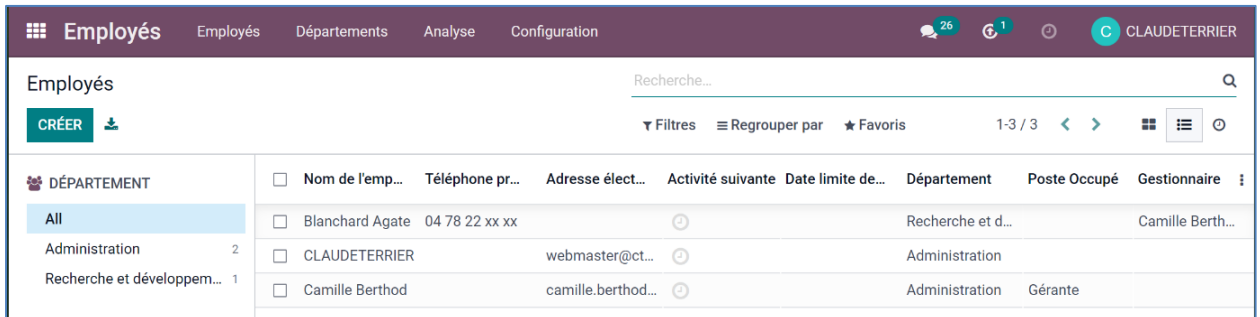 Employés Employés Départements Analyse Configuration 26 1 C CLAUDETERRIER
Employés Recherche...
CRÉER Filtres Regrouper par Favoris 1-3 / 3
DÉPARTEMENT Nom de l'emp... Téléphone pr... Adresse élect... Activité suivante Date limite de... Département Poste Occupé Gestionnaire
All Blanchard Agate 04 78 22 xx xx Recherche et d... Camille Berth...
Administration 2 CLAUDETERRIER webmaster@ct... Administration
Recherche et développem... 1 Camille Berthod camille.berthod... Administration Gérante